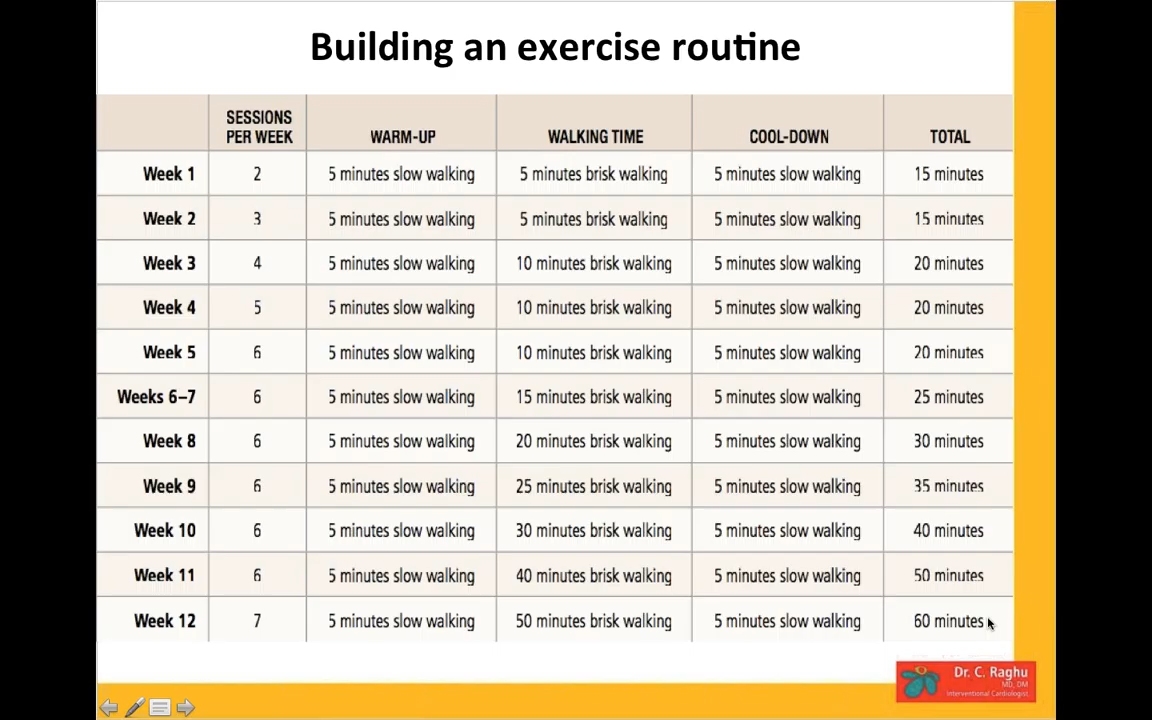 Building an exercise routine
SESSIONS
PER WEEK WARM-UP WALKING TIME COOL-DOWN TOTAL
Week 1 2 5 minutes slow walking 5 minutes brisk walking 5 minutes slow walking 15 minutes
Week 2 3 5 minutes slow walking 5 minutes brisk walking 5 minutes slow walking 15 minutes
Week 3 4 5 minutes slow walking 10 minutes brisk walking 5 minutes slow walking 20 minutes
Week 4 5 5 minutes slow walking 10 minutes brisk walking 5 minutes slow walking 20 minutes
Week 5 6 5 minutes slow walking 10 minutes brisk walking 5 minutes slow walking 20 minutes
Weeks 6–7 6 5 minutes slow walking 15 minutes brisk walking 5 minutes slow walking 25 minutes
Week 8 6 5 minutes slow walking 20 minutes brisk walking 5 minutes slow walking 30 minutes
Week 9 6 5 minutes slow walking 25 minutes brisk walking 5 minutes slow walking 35 minutes
Week 10 6 5 minutes slow walking 30 minutes brisk walking 5 minutes slow walking 40 minutes
Week 11 6 5 minutes slow walking 40 minutes brisk walking 5 minutes slow walking 50 minutes
Week 12 7 5 minutes slow walking 50 minutes brisk walking 5 minutes slow walking 60 minutes
Dr. C. Raghu
MD, DM
Interventional Cardiologist